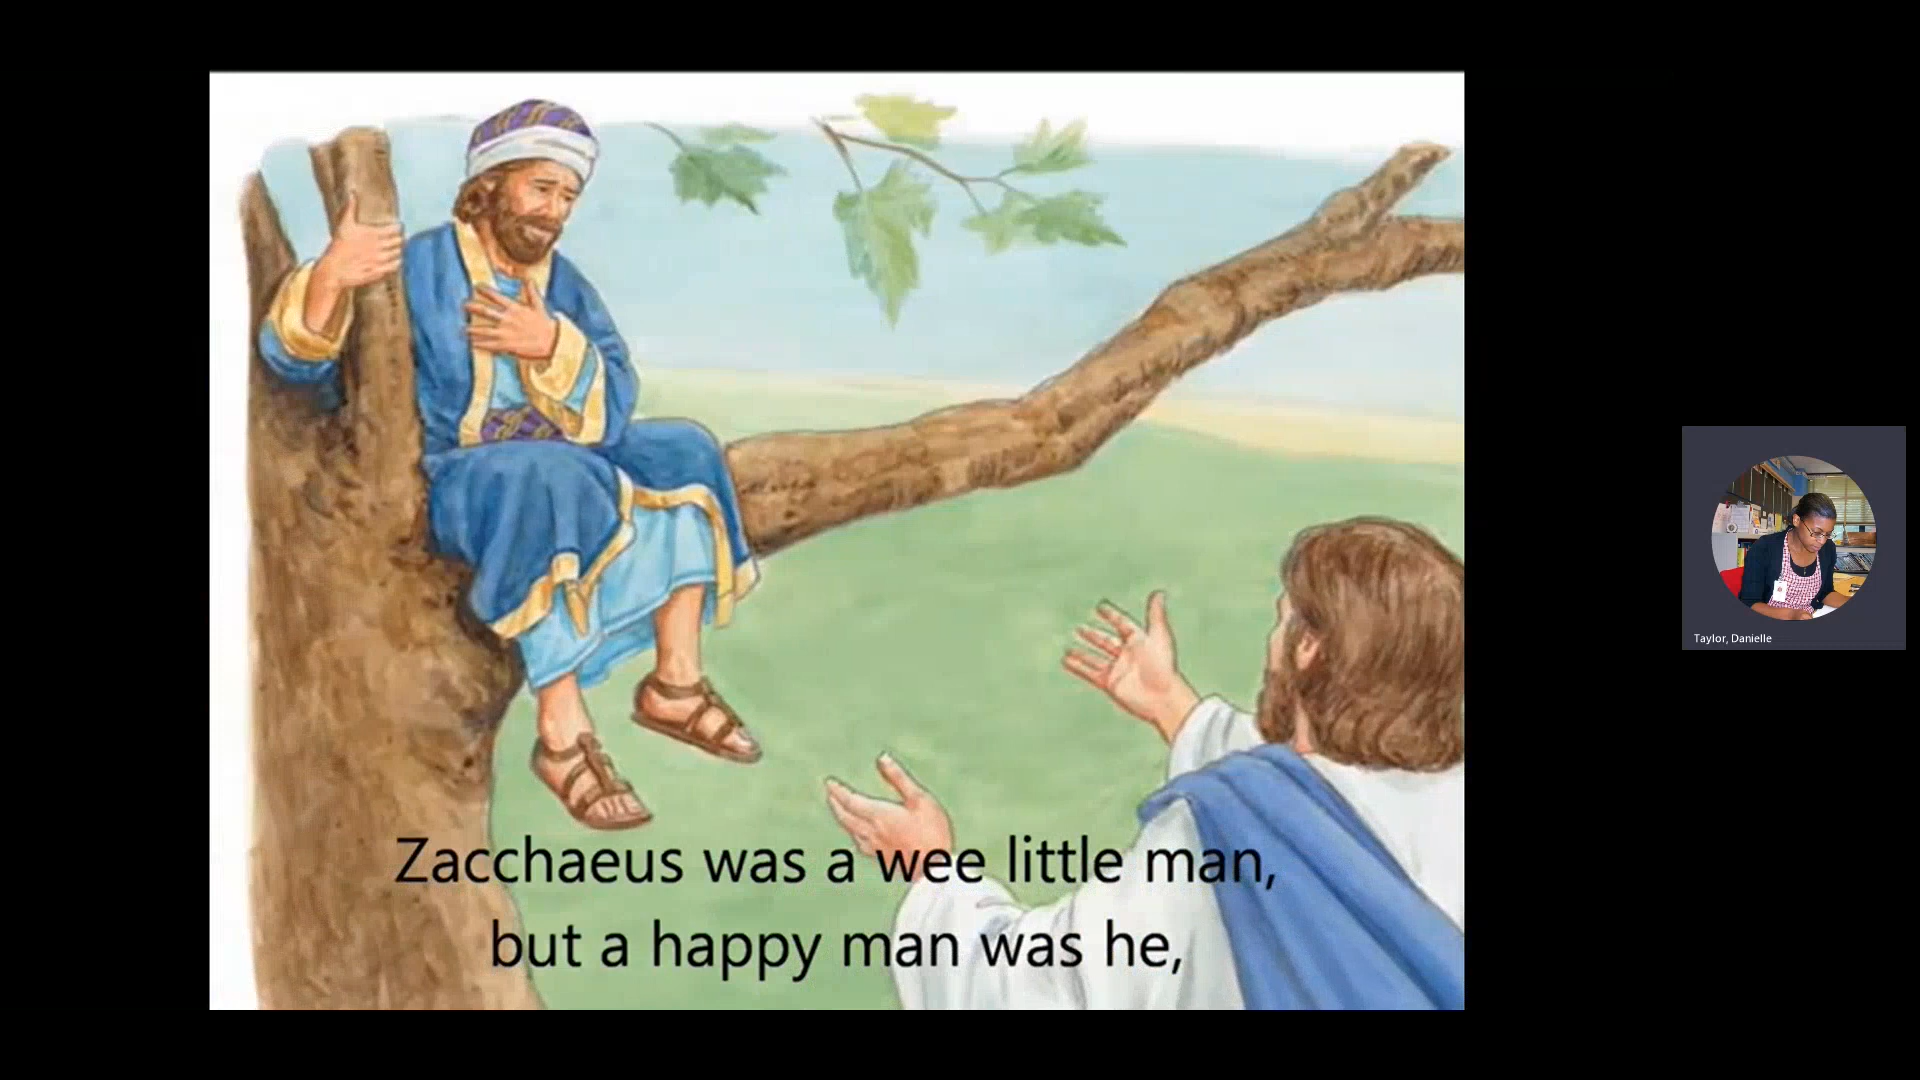 Zacchaeus was a wee little man,
but a happy man was he,
Taylor, Danielle